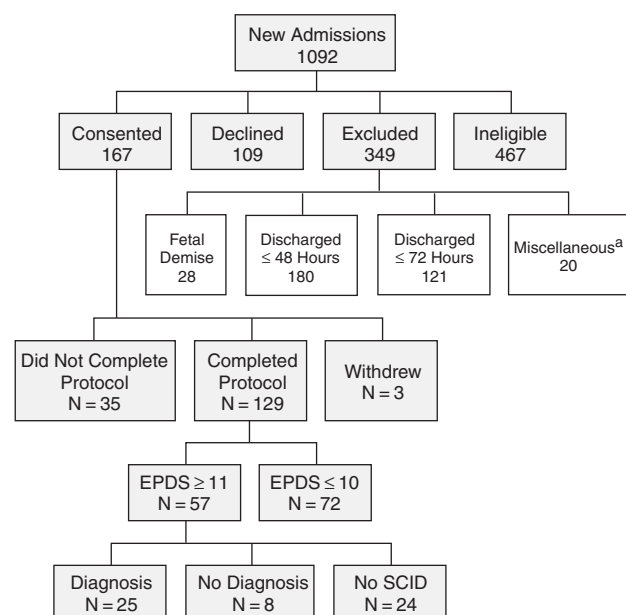 New Admissions
1092
Consented
167
Declined
109
Excluded
349
Ineligible
467
Fetal
Demise
28
Discharged
≤ 48 Hours
180
Discharged
≤ 72 Hours
121
Miscellaneousa
20
Did Not Complete
Protocol
N = 35
Completed
Protocol
N = 129
Withdrew
N = 3
EPDS ≥ 11
N = 57
EPDS ≤ 10
N = 72
Diagnosis
N = 25
No Diagnosis
N = 8
No SCID
N = 24